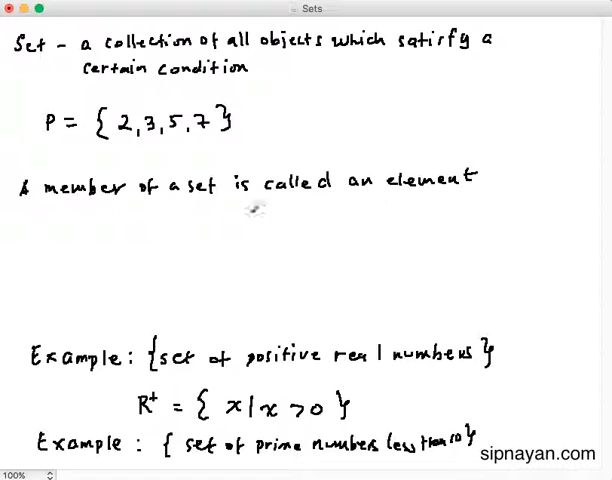 Sets
Set - a collection of all objects which satisfy a
certain condition
P = { 2,3,5,7 }
A member of a set is called an element
Example: {set of positive real numbers }
R⁺ = { x | x > 0 }
Example : { set of prime numbers less than 10}
sipnayan.com
100%